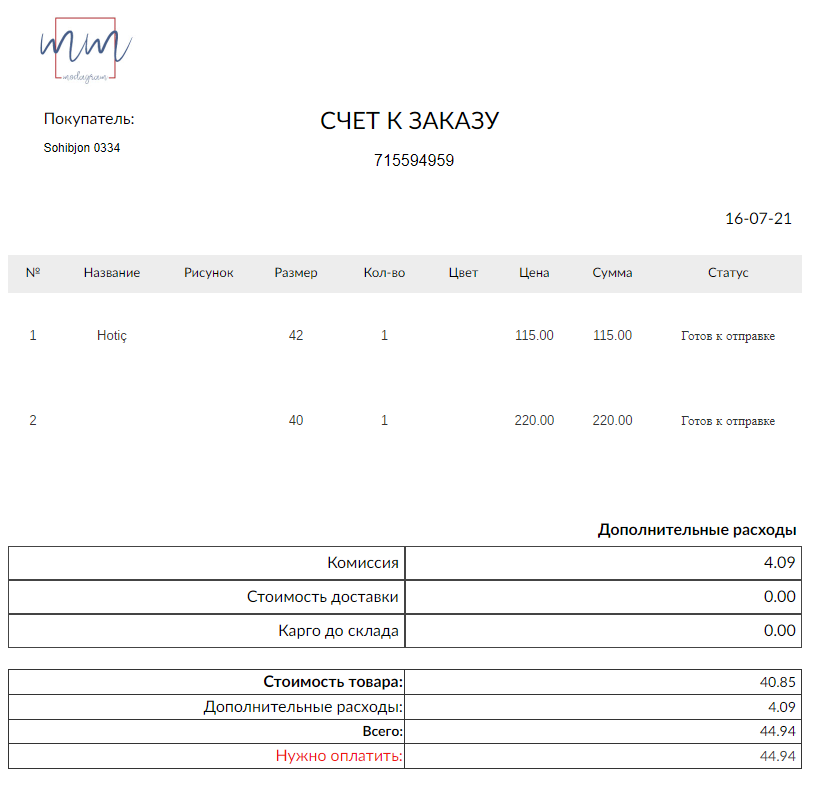 mm
modagram
Покупатель:
СЧЕТ К ЗАКАЗУ
Sohibjon 0334
715594959
16-07-21
№ Название Рисунок Размер Кол-во Цвет Цена Сумма Статус
1 Hotiç 42 1 115.00 115.00 Готов к отправке
2 40 1 220.00 220.00 Готов к отправке
Дополнительные расходы
Комиссия 4.09
Стоимость доставки 0.00
Карго до склада 0.00
Стоимость товара: 40.85
Дополнительные расходы: 4.09
Всего: 44.94
Нужно оплатить: 44.94